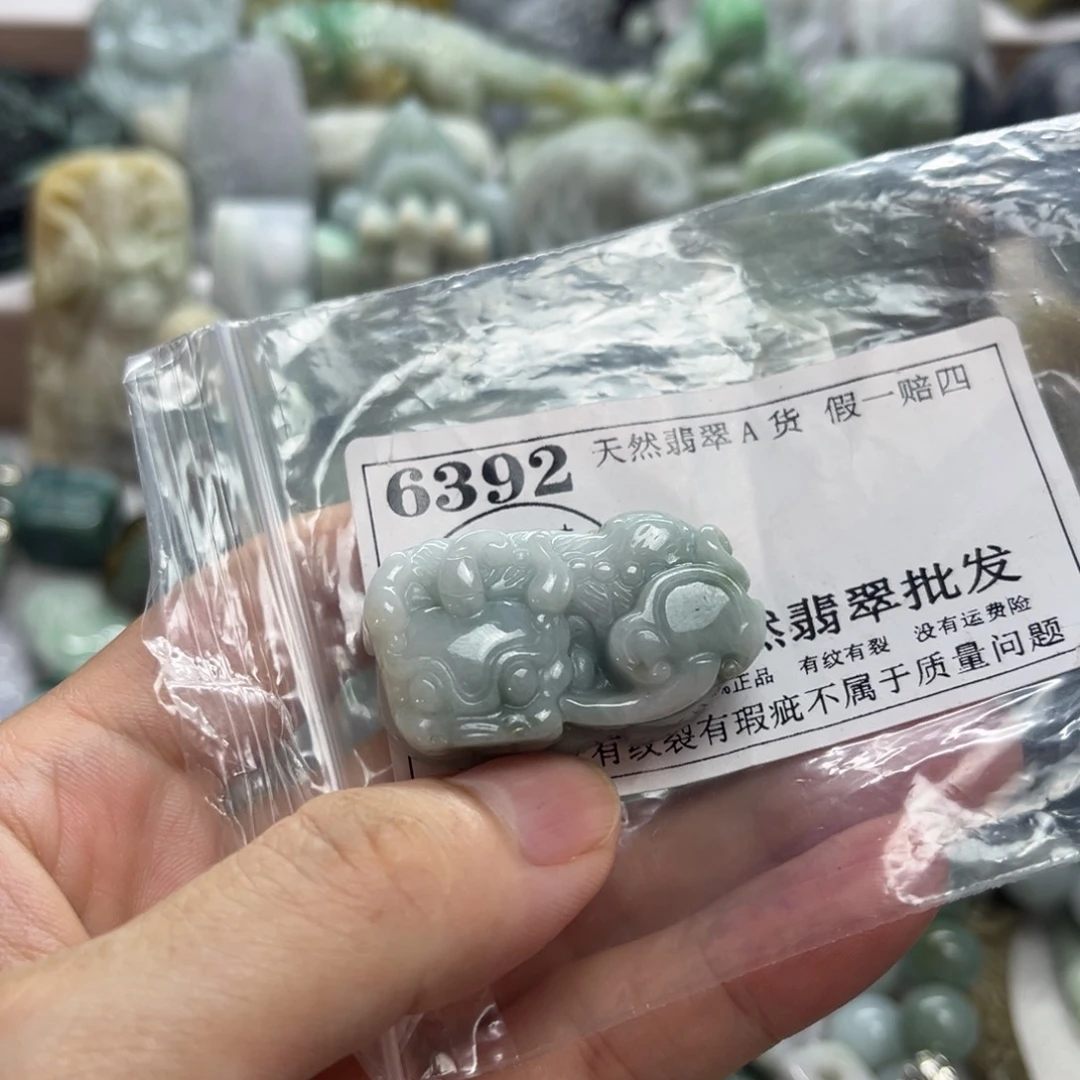 6392 天然翡翠A货 假一赔四
然翡翠批发
正品 有纹有裂 没有运费险
有纹裂有瑕疵不属于质量问题